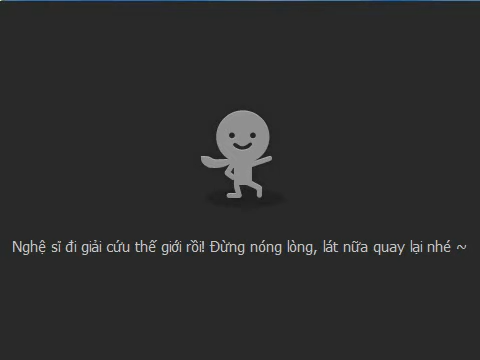 Nghệ sĩ đi giải cứu thế giới rồi! Đừng nóng lòng, lát nữa quay lại nhé ~